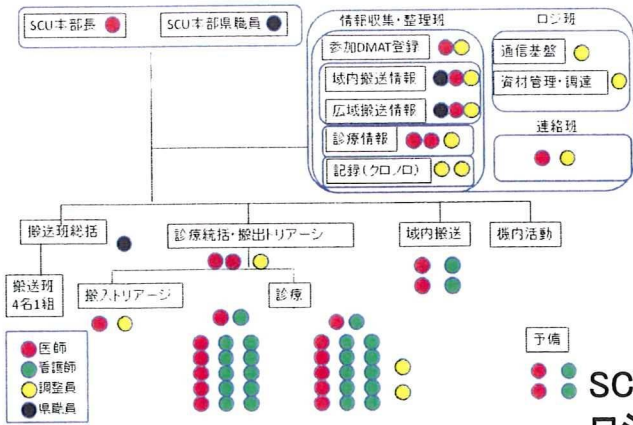 SCU本部長
SCU本部県職員
情報収集・整理班
参加DMAT登録
域内搬送情報
広域搬送情報
診療情報
記録(クロノロ)
ロジ班
通信基盤
資材管理・調達
連絡班
搬送班総括
診療統括・搬出トリアージ
域内搬送
機内活動
搬送班
4名1組
搬入トリアージ
診療
医師
看護師
調整員
県職員
予備
SC
ロジ